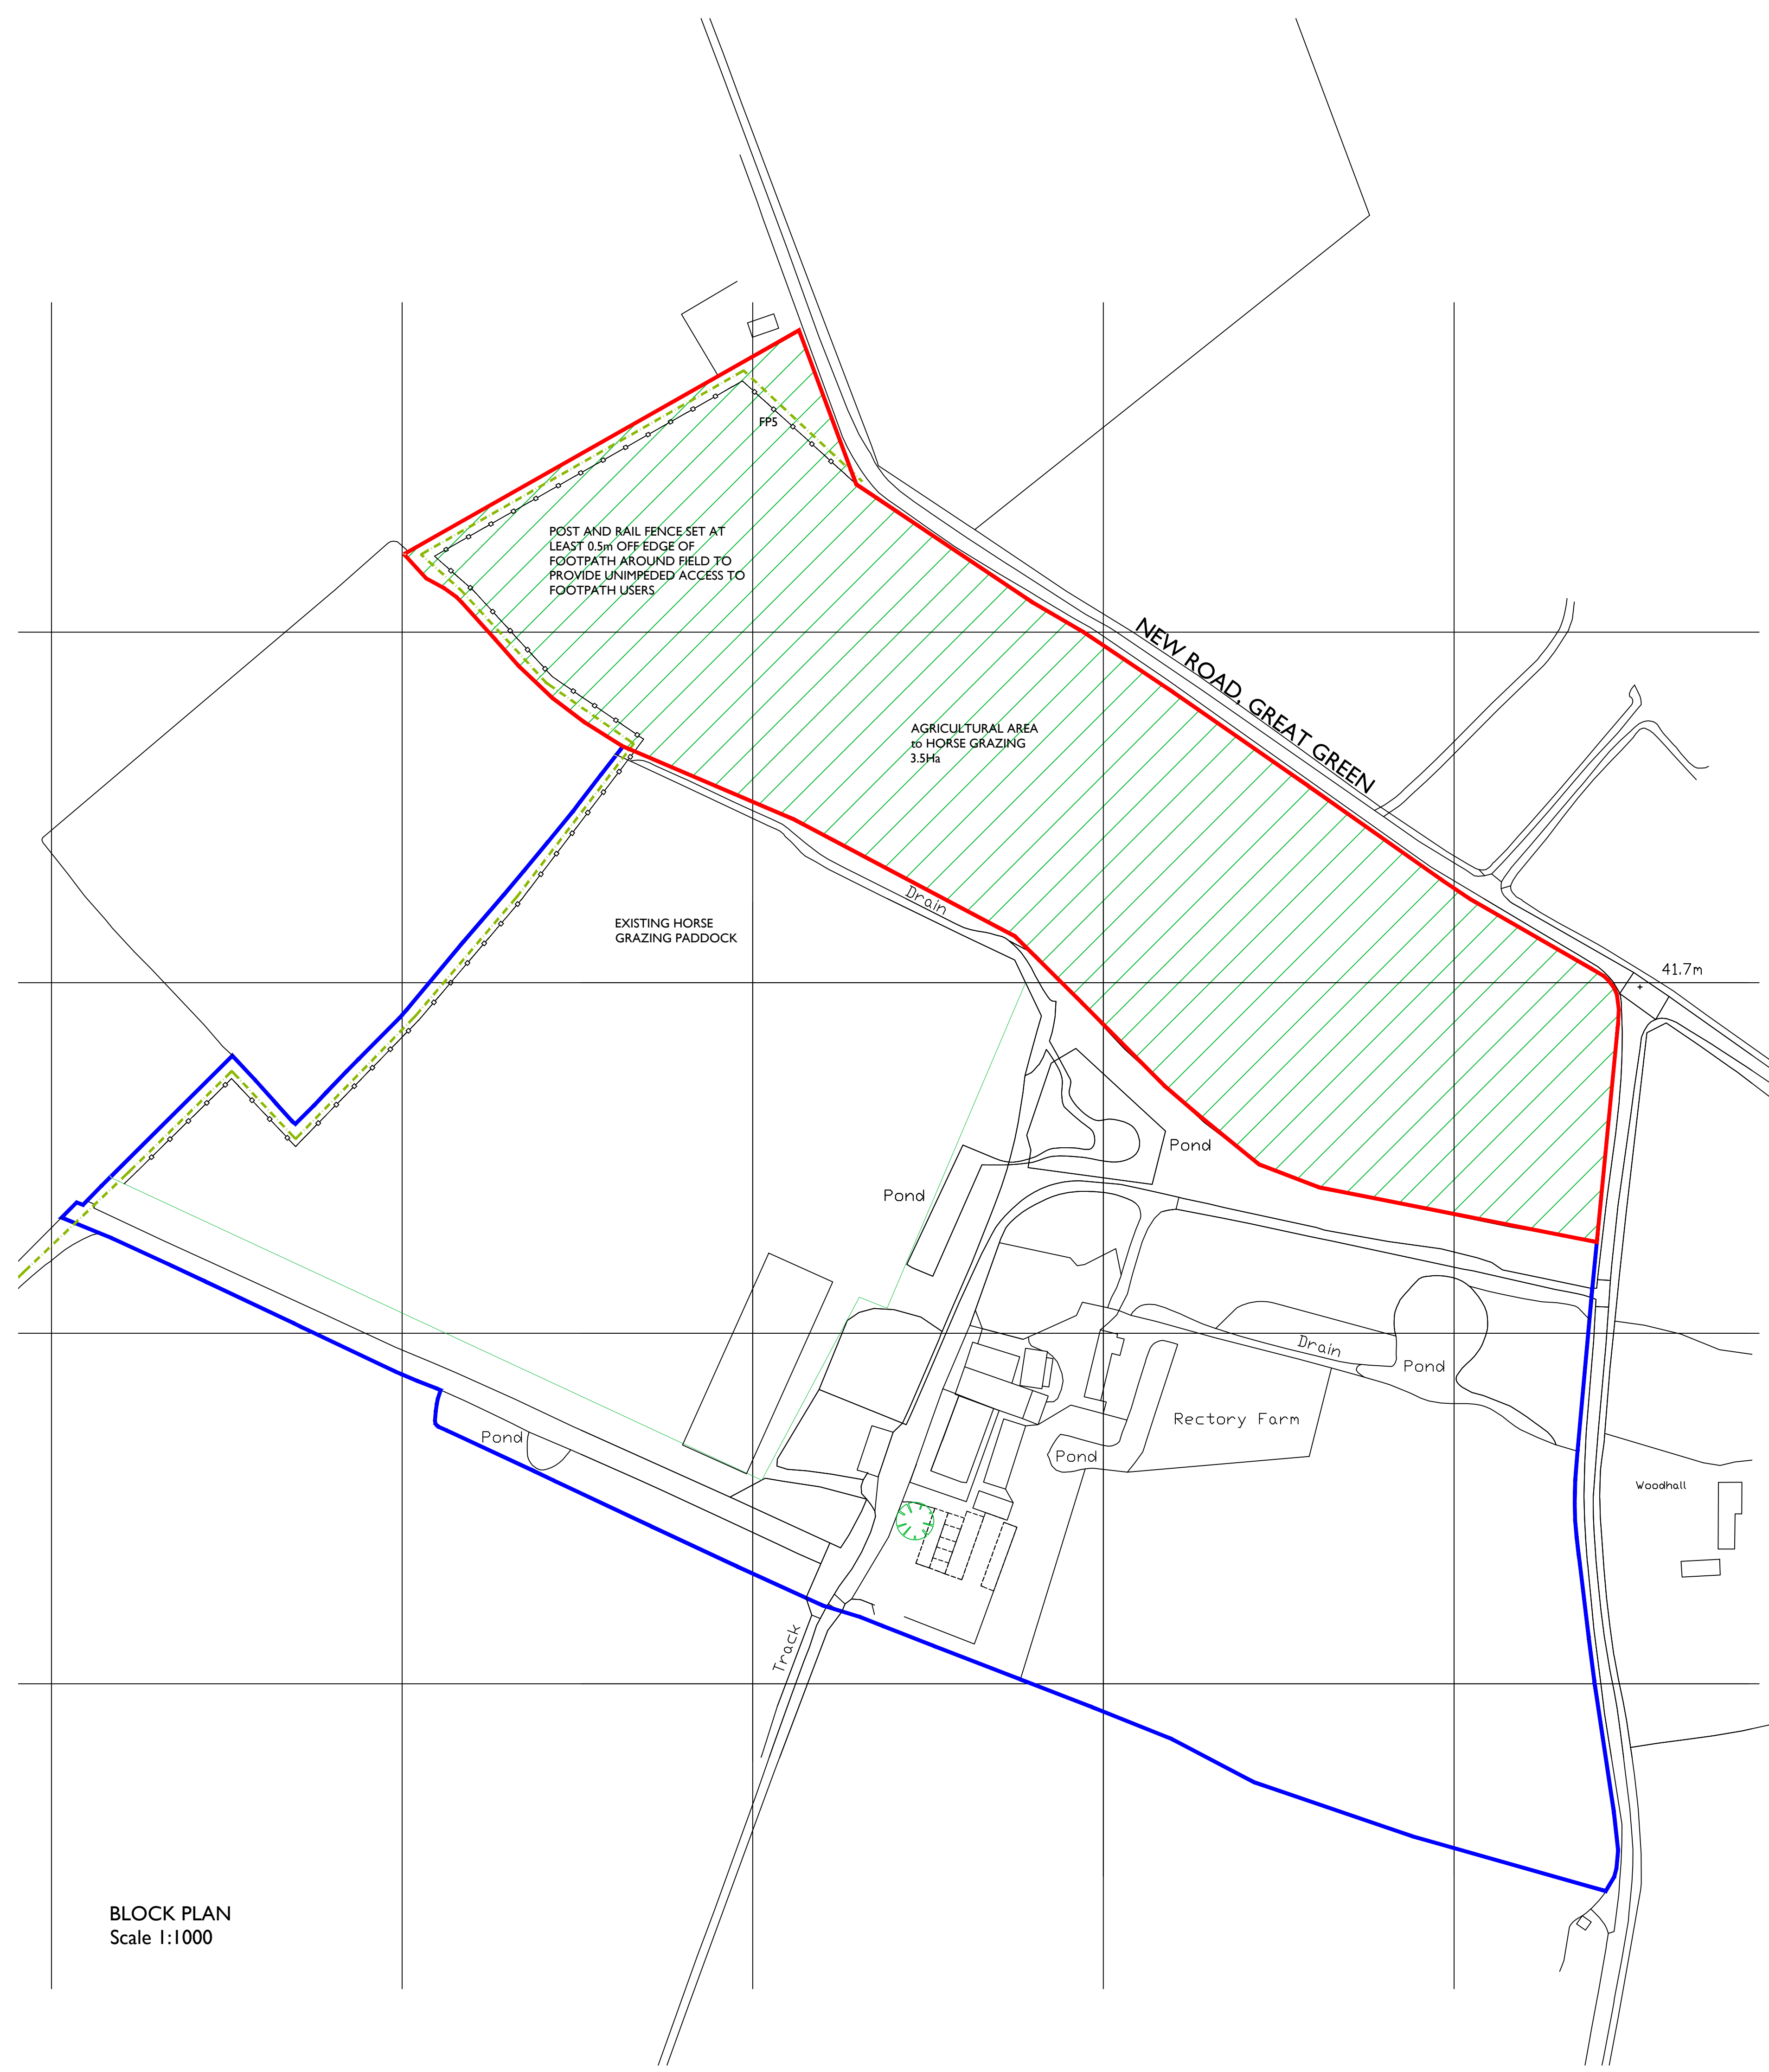 FP5
POST AND RAIL FENCE SET AT
LEAST 0.5m OFF EDGE OF
FOOTPATH AROUND FIELD TO
PROVIDE UNIMPEDED ACCESS TO
FOOTPATH USERS
NEW ROAD, GREAT GREEN
AGRICULTURAL AREA
to HORSE GRAZING
3.5Ha
Drain
EXISTING HORSE
GRAZING PADDOCK
41.7m
Pond
Pond
Drain
Pond
Rectory Farm
Pond
Pond
Woodhall
Track
BLOCK PLAN
Scale 1:1000